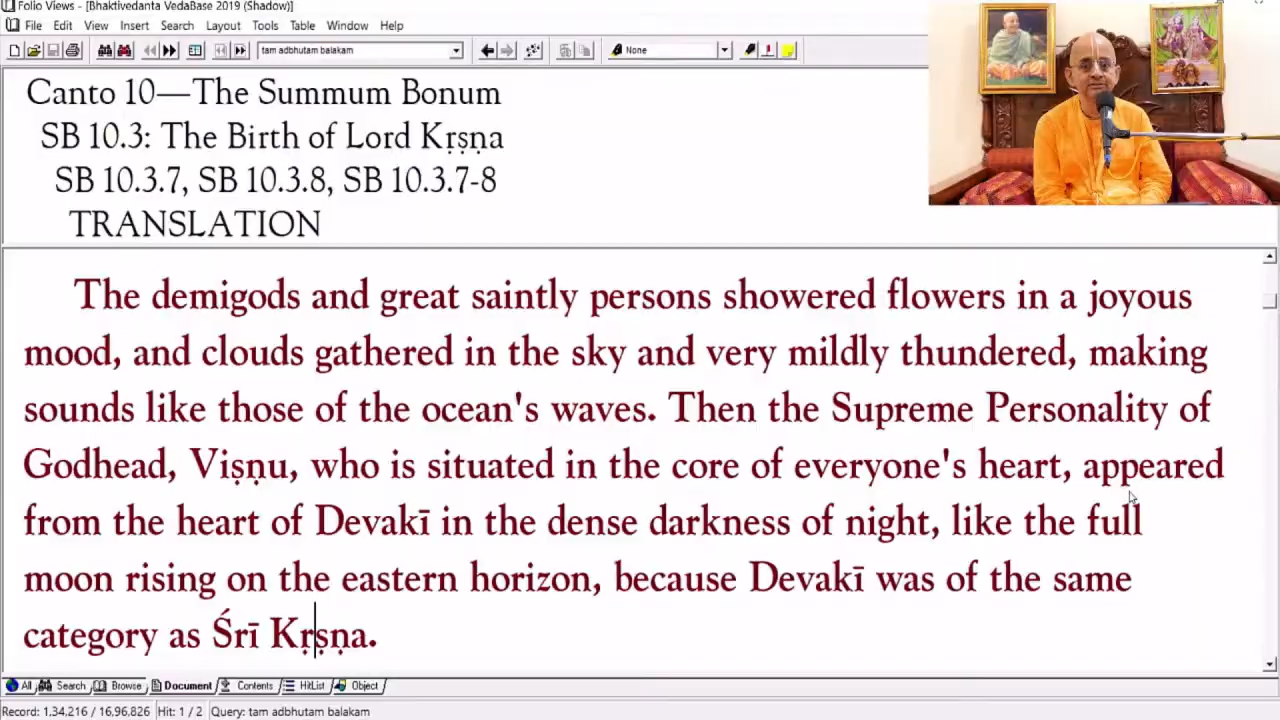 Folio Views - [Bhaktivedanta VedaBase 2019 (Shadow)]
File Edit View Insert Search Layout Tools Table Window Help
tam adbhutam balakam None
Canto 10—The Summum Bonum
SB 10.3: The Birth of Lord Kṛṣṇa
SB 10.3.7, SB 10.3.8, SB 10.3.7-8
TRANSLATION
The demigods and great saintly persons showered flowers in a joyous
mood, and clouds gathered in the sky and very mildly thundered, making
sounds like those of the ocean's waves. Then the Supreme Personality of
Godhead, Viṣṇu, who is situated in the core of everyone's heart, appeared
from the heart of Devakī in the dense darkness of night, like the full
moon rising on the eastern horizon, because Devakī was of the same
category as Śrī Kṛṣṇa.
All Search Browse Document Contents HitList Object
Record: 1,34,216 / 16,96,826 Hit: 1 / 2 Query: tam adbhutam balakam